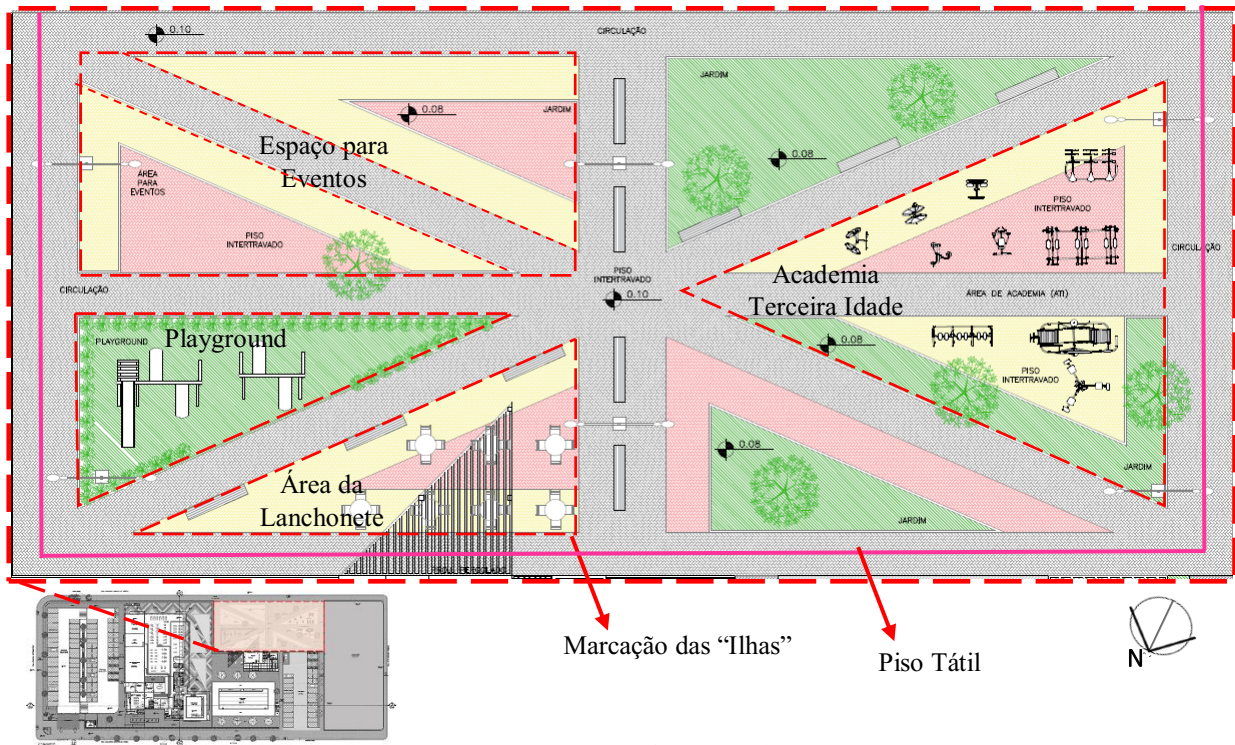 0.10
CIRCULAÇÃO
JARDIM
0.08
JARDIM
Espaço para
Eventos
0.08
ÁREA
PARA
EVENTOS
PISO
INTERTRAVADO
PISO
INTERTRAVADO
CIRCULAÇÃO
PISO
INTERTRAVADO
0.10
Academia
Terceira Idade
CIRCULAÇÃO
ÁREA DE ACADEMIA (ATI)
PLAYGROUND
Playground
0.08
PISO
INTERTRAVADO
0.08
JARDIM
Área da
Lanchonete
JARDIM
PERGOLADO
Marcação das “Ilhas”
Piso Tátil
N